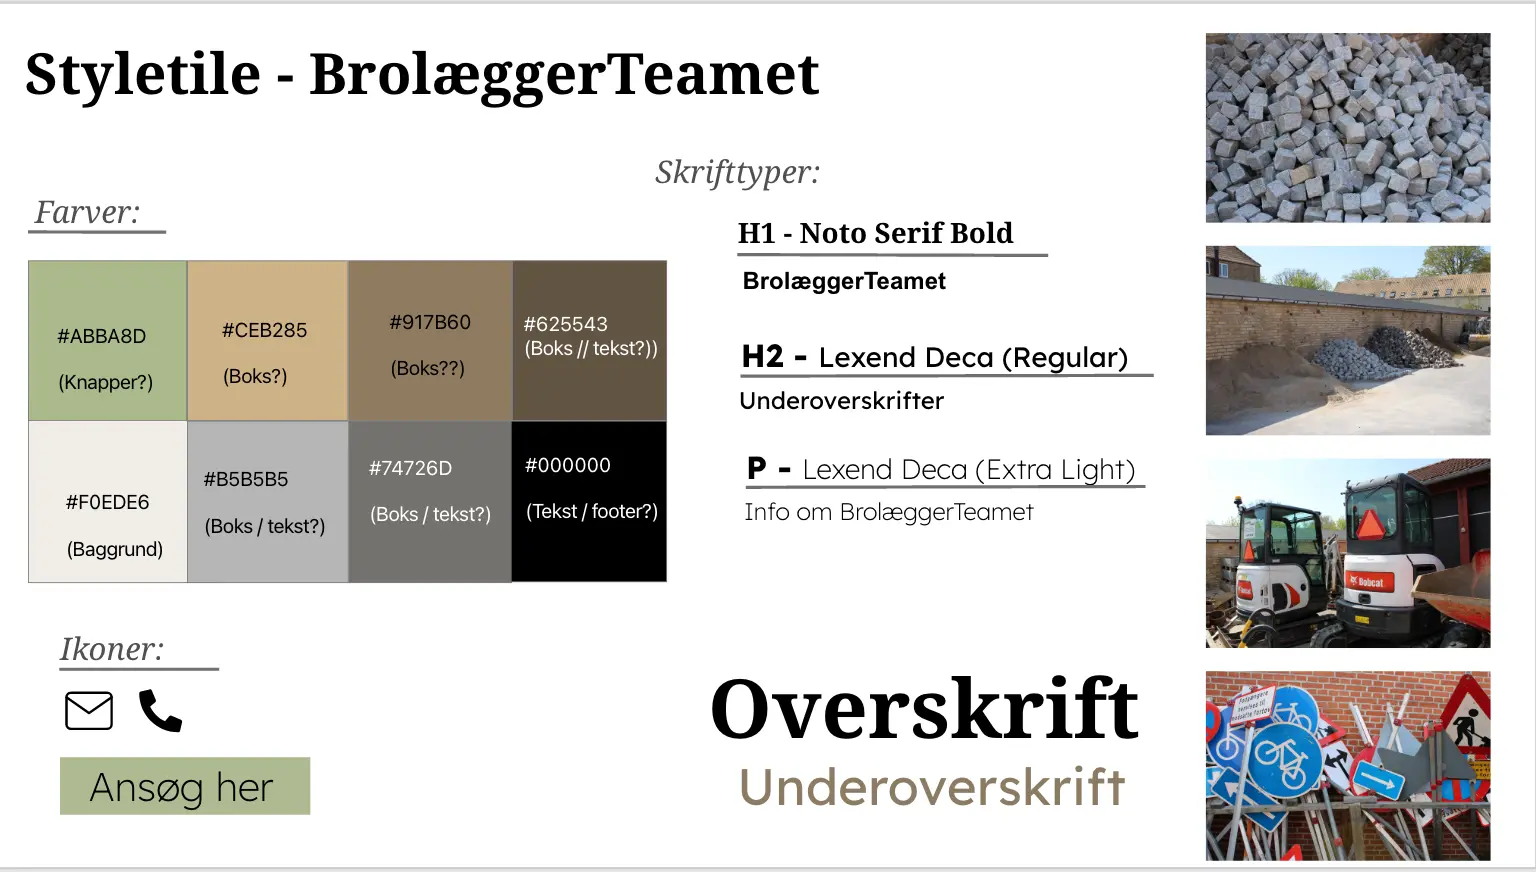 Styletile - BrolæggerTeamet
Farver:
#ABBA8D
(Knapper?)
#CEB285
(Boks?)
#917B60
(Boks??)
#625543
(Boks // tekst?))
#F0EDE6
(Baggrund)
#B5B5B5
(Boks / tekst?)
#74726D
(Boks / tekst?)
#000000
(Tekst / footer?)
Ikoner:
Ansøg her
Skrifttyper:
H1 - Noto Serif Bold
BrolæggerTeamet
H2 - Lexend Deca (Regular)
Underoverskrifter
P - Lexend Deca (Extra Light)
Info om BrolæggerTeamet
Overskrift
Underoverskrift
Bobcat